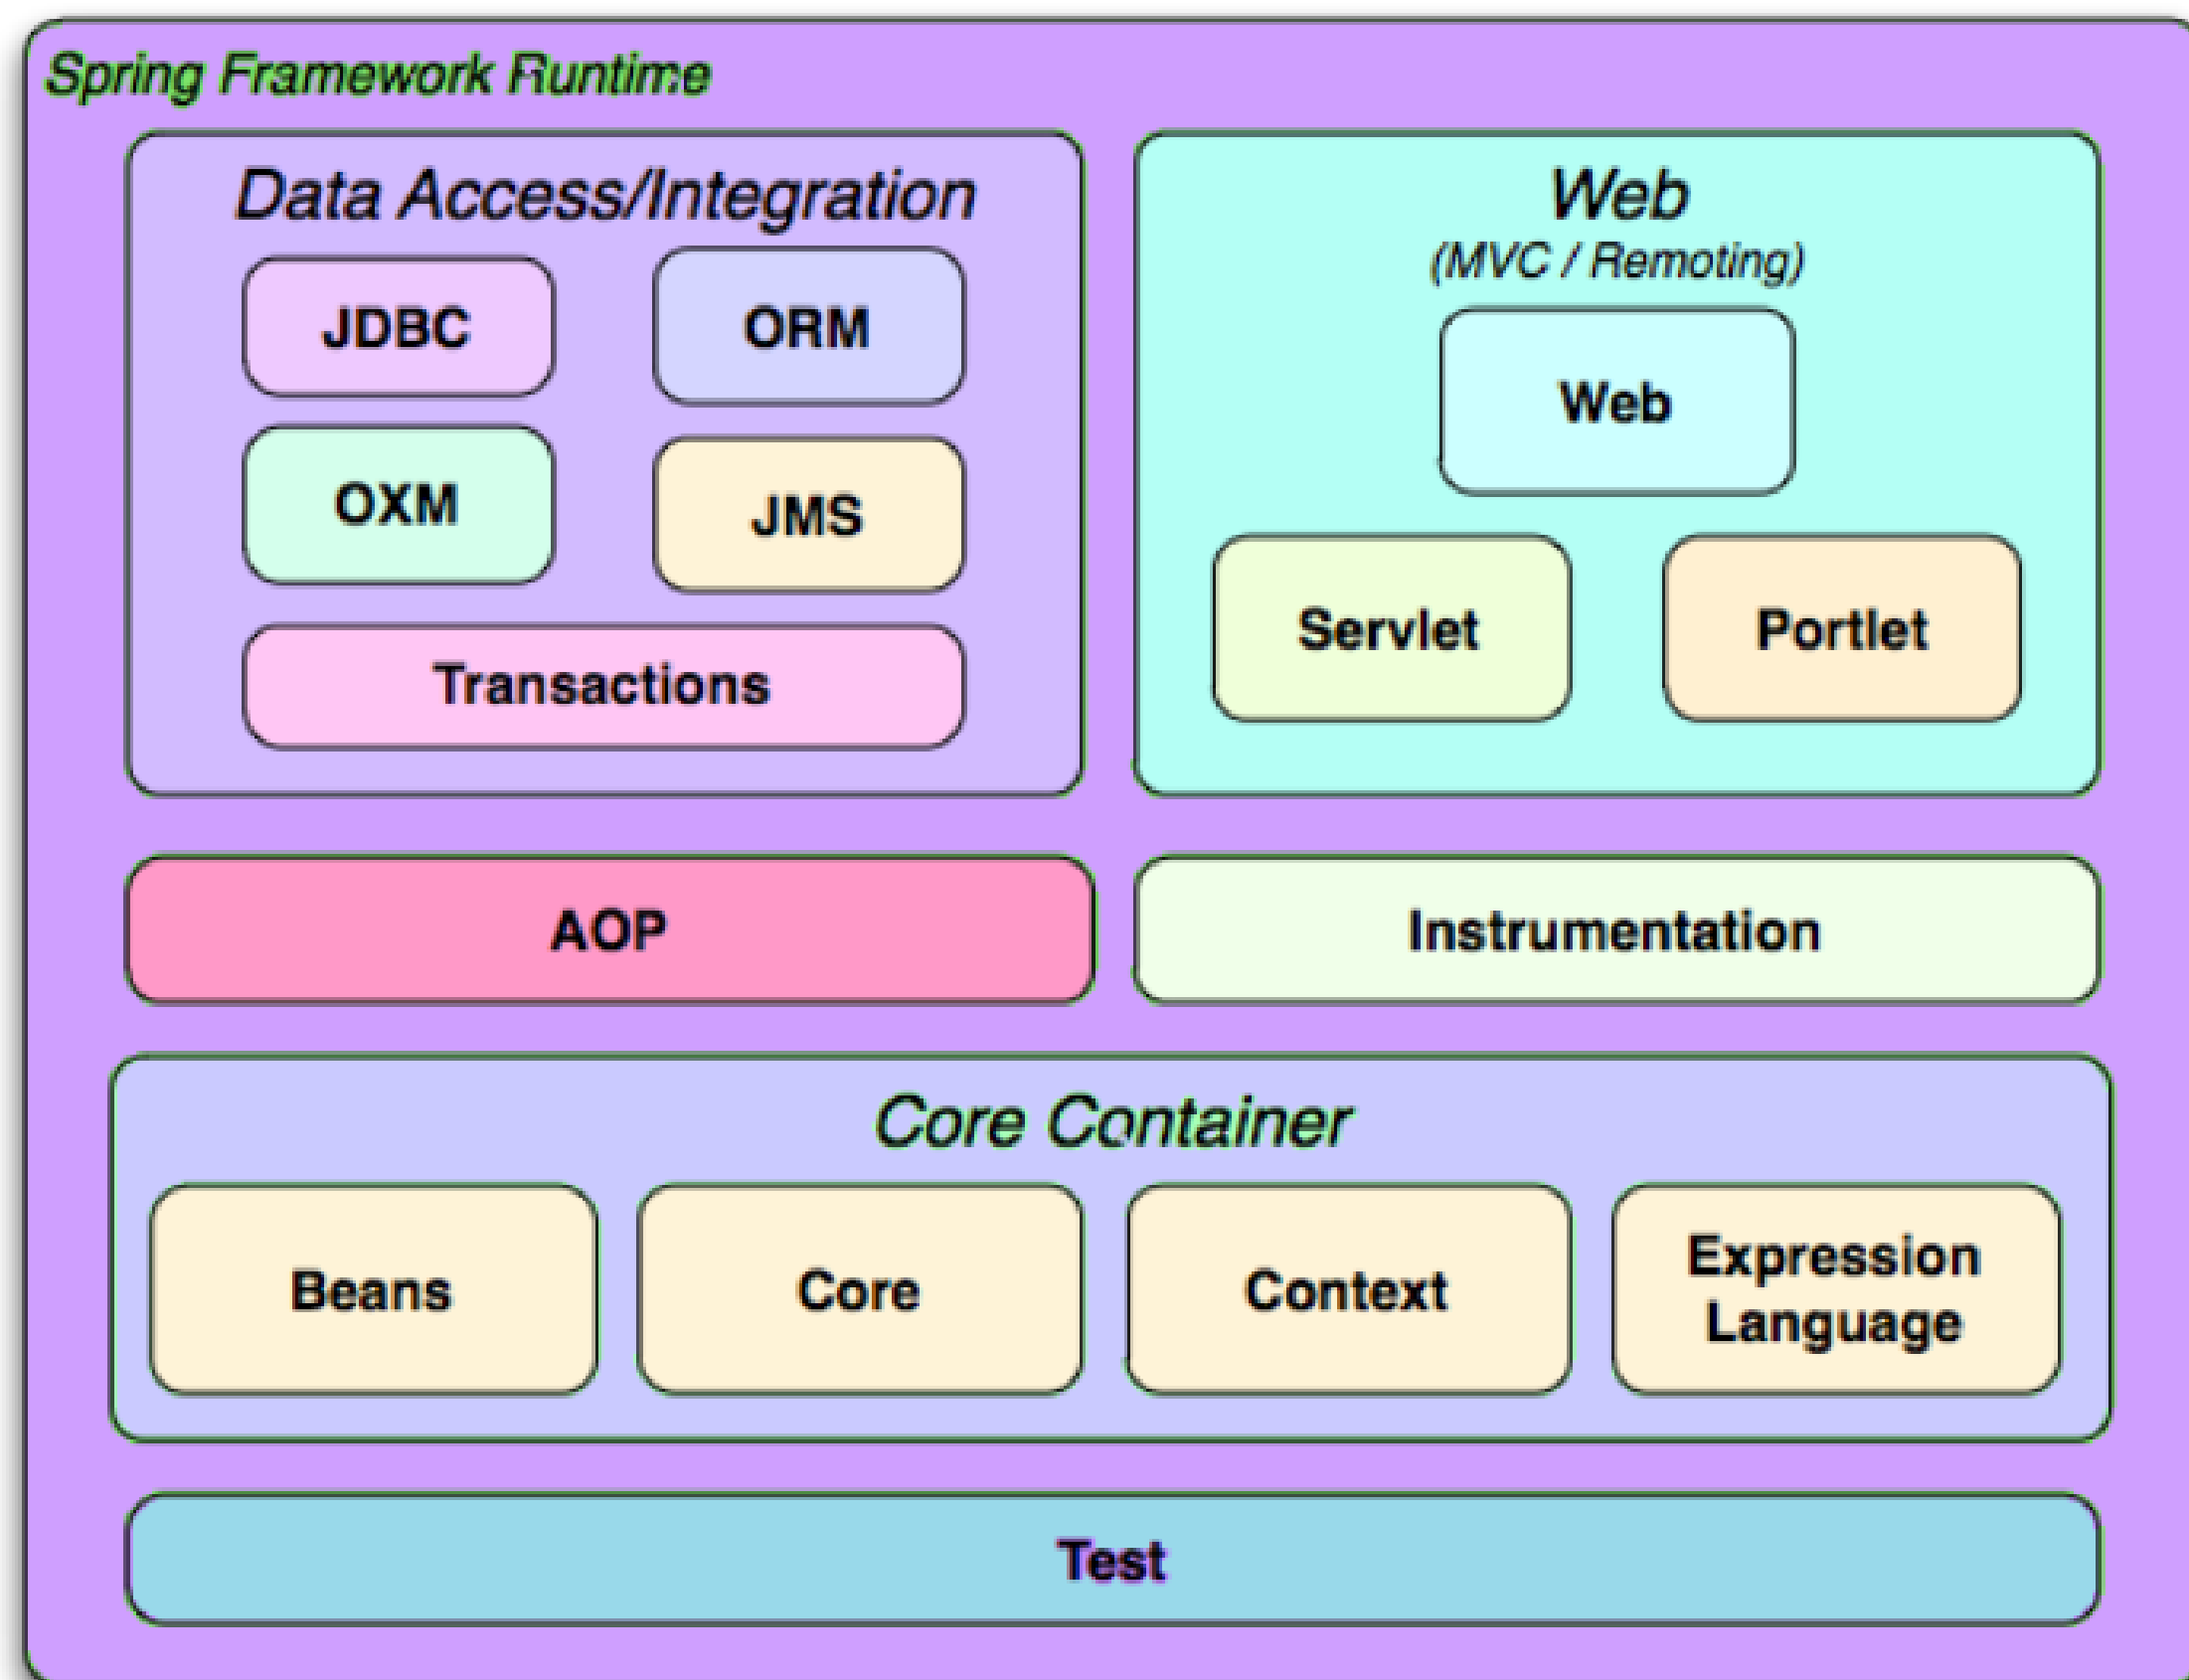 Spring Framework Runtime
Data Access/Integration
JDBC
ORM
OXM
JMS
Transactions
Web
(MVC / Remoting)
Web
Servlet
Portlet
AOP
Instrumentation
Core Container
Beans
Core
Context
Expression
Language
Test